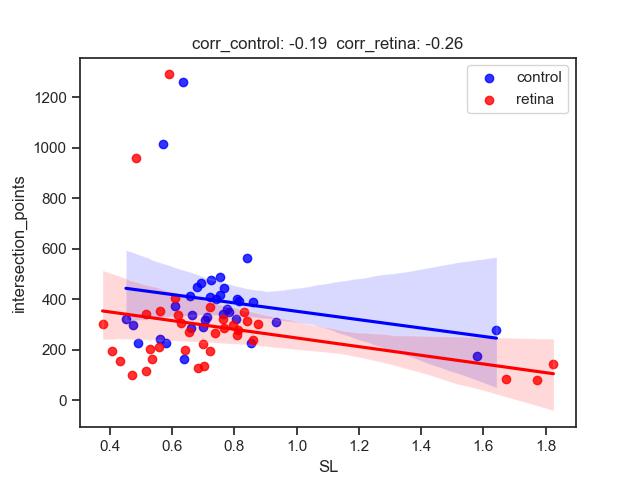 corr_control: -0.19  corr_retina: -0.26
control
retina
intersection_points
1200
1000
800
600
400
200
0
0.4 0.6 0.8 1.0 1.2 1.4 1.6 1.8
SL